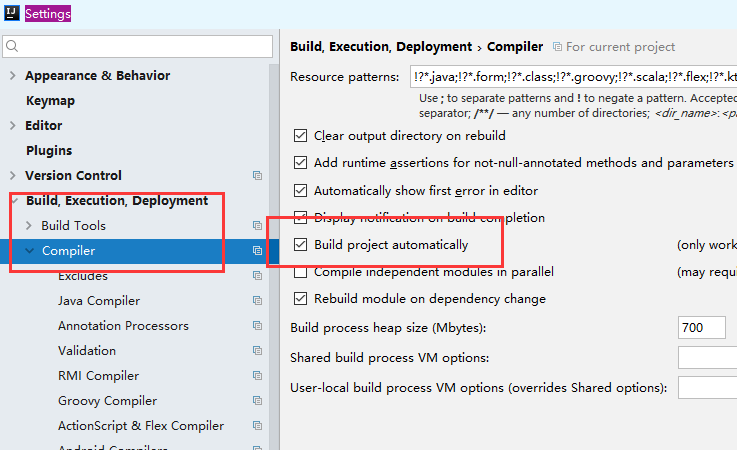 IJ Settings
Appearance & Behavior
Keymap
Editor
Plugins
Version Control
Build, Execution, Deployment
Build Tools
Compiler
Excludes
Java Compiler
Annotation Processors
Validation
RMI Compiler
Groovy Compiler
ActionScript & Flex Compiler
Android Compilers
Build, Execution, Deployment › Compiler For current project
Resource patterns: !?*.java;!?*.form;!?*.class;!?*.groovy;!?*.scala;!?*.flex;!?*.kt
Use ; to separate patterns and ! to negate a pattern. Accepted
separator; /**/ — any number of directories; <dir_name>:<pa
Clear output directory on rebuild
Add runtime assertions for not-null-annotated methods and parameters
Automatically show first error in editor
Display notification on build completion
Build project automatically (only work
Compile independent modules in parallel (may requi
Rebuild module on dependency change
Build process heap size (Mbytes): 700
Shared build process VM options:
User-local build process VM options (overrides Shared options):